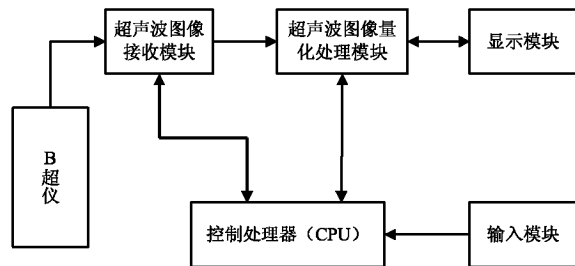 超声波图像
接收模块
超声波图像量
化处理模块
显示模块
B
超
仪
控制处理器（CPU）
输入模块